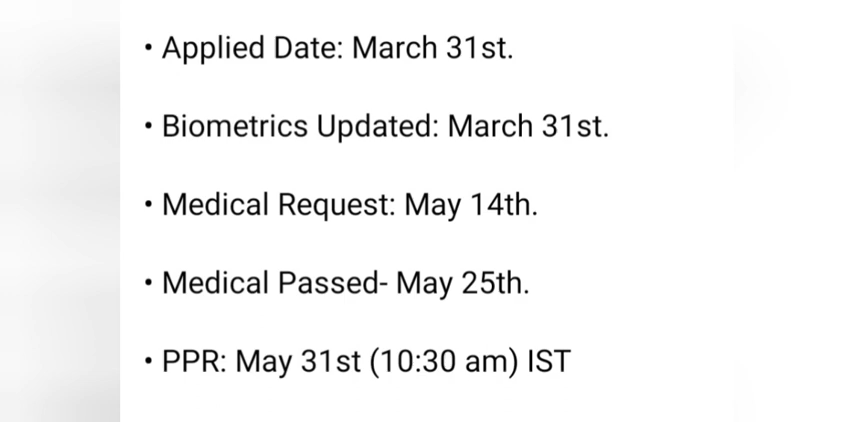 • Applied Date: March 31st.
• Biometrics Updated: March 31st.
• Medical Request: May 14th.
• Medical Passed- May 25th.
• PPR: May 31st (10:30 am) IST